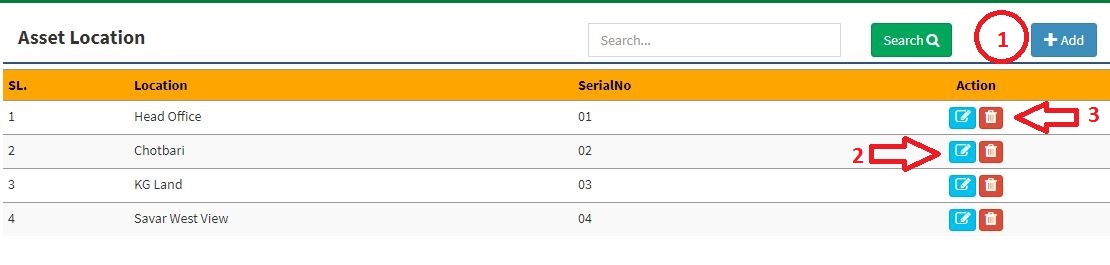 Asset Location Search... Search 1 Add
SL. Location SerialNo Action
1 Head Office 01 3
2 Chotbari 02 2
3 KG Land 03
4 Savar West View 04